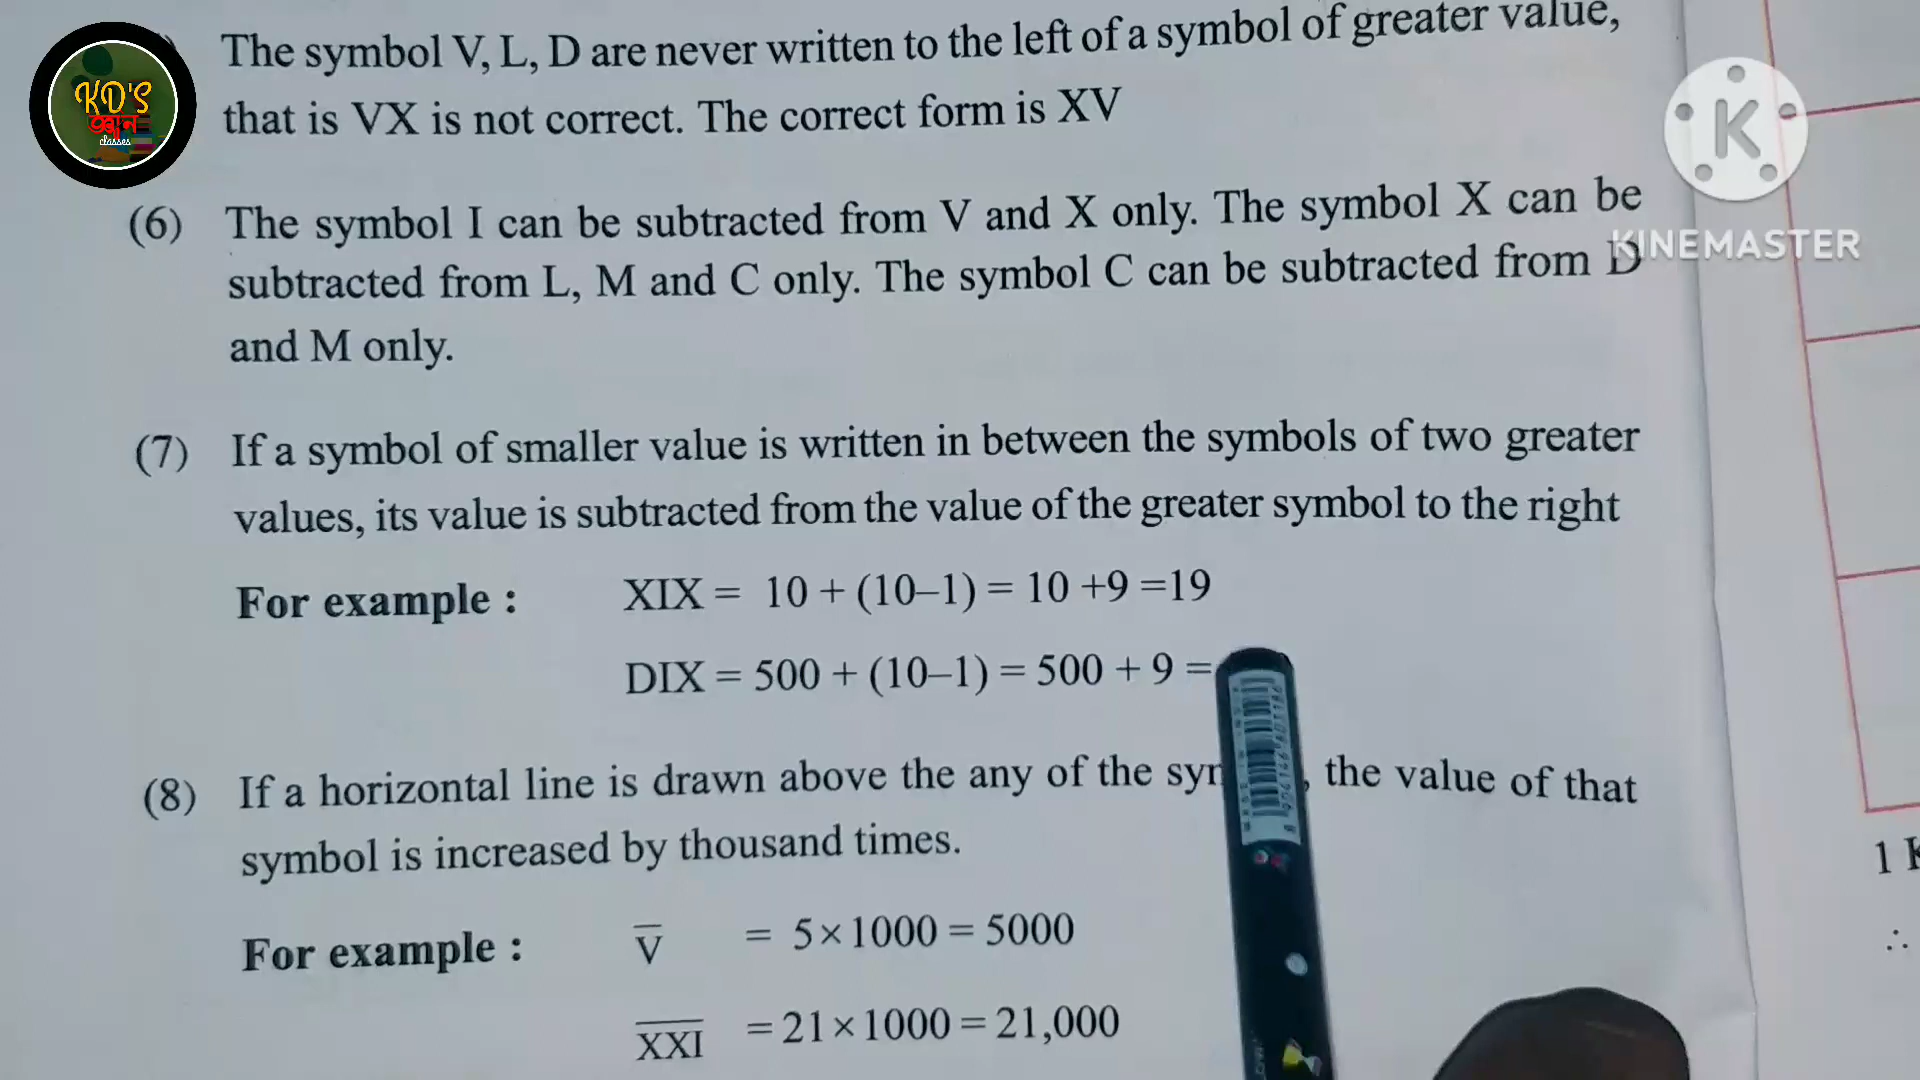 The symbol V, L, D are never written to the left of a symbol of greater value,
that is VX is not correct. The correct form is XV
KD'S
জ্ঞান
classes
K
KINEMASTER
(6) The symbol I can be subtracted from V and X only. The symbol X can be
subtracted from L, M and C only. The symbol C can be subtracted from D
and M only.
(7) If a symbol of smaller value is written in between the symbols of two greater
values, its value is subtracted from the value of the greater symbol to the right
For example : XIX = 10 + (10–1) = 10 +9 =19
DIX = 500 + (10–1) = 500 + 9 =
(8) If a horizontal line is drawn above the any of the , the value of that
symbol is increased by thousand times.
For example : V̅ = 5×1000 = 5000
X̅X̅I̅ = 21×1000 = 21,000
1
∴